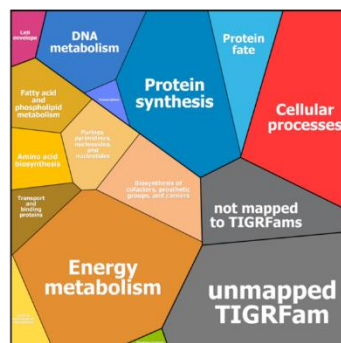 Cell envelope
DNA
metabolism
Protein
fate
Protein
synthesis
Cellular
processes
Fatty acid
and
phospholipid
metabolism
Purines,
pyrimidines,
nucleosides,
and
nucleotides
Amino acid
biosynthesis
Biosynthesis of
cofactors, prosthetic
groups, and carriers
Transport
and
binding
proteins
not mapped
to TIGRFams
Energy
metabolism
unmapped
TIGRFam